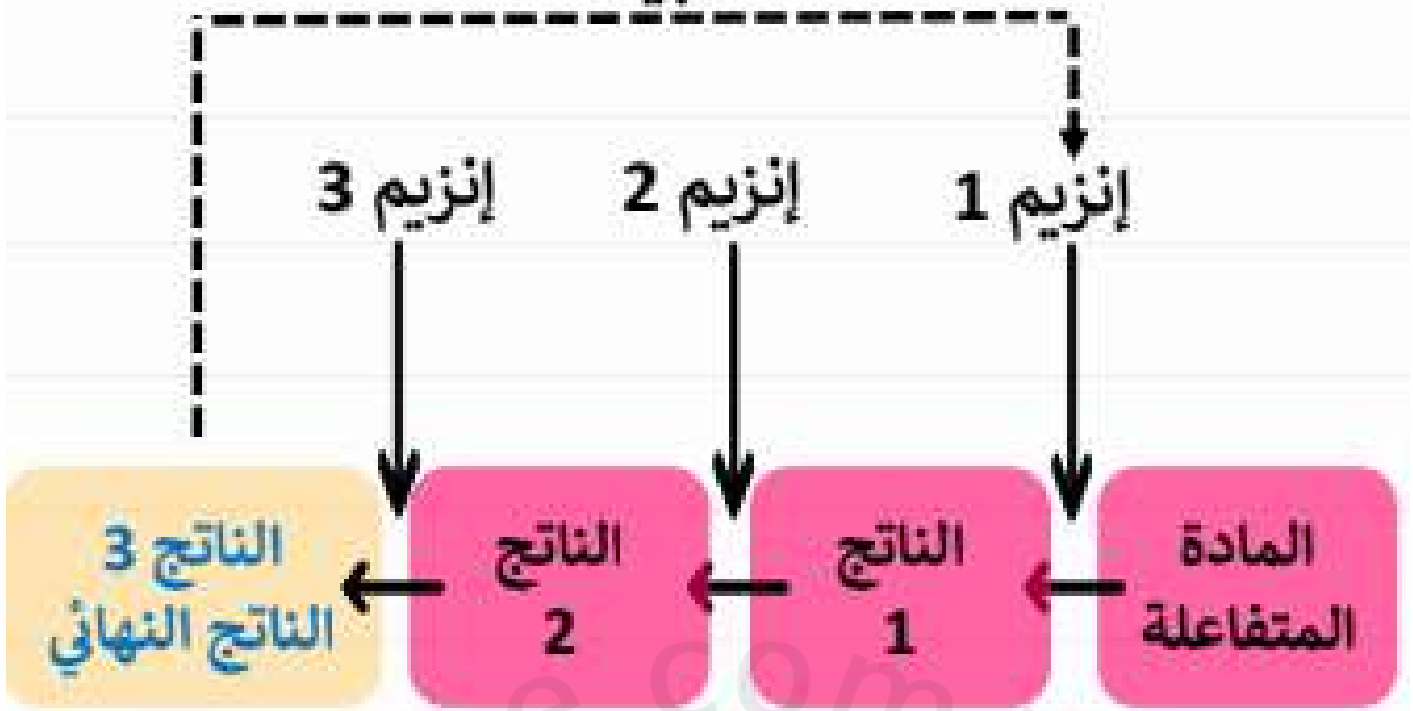 إنزيم 1
إنزيم 2
إنزيم 3
المادة
المتفاعلة
الناتج
1
الناتج
2
الناتج 3
الناتج النهائي